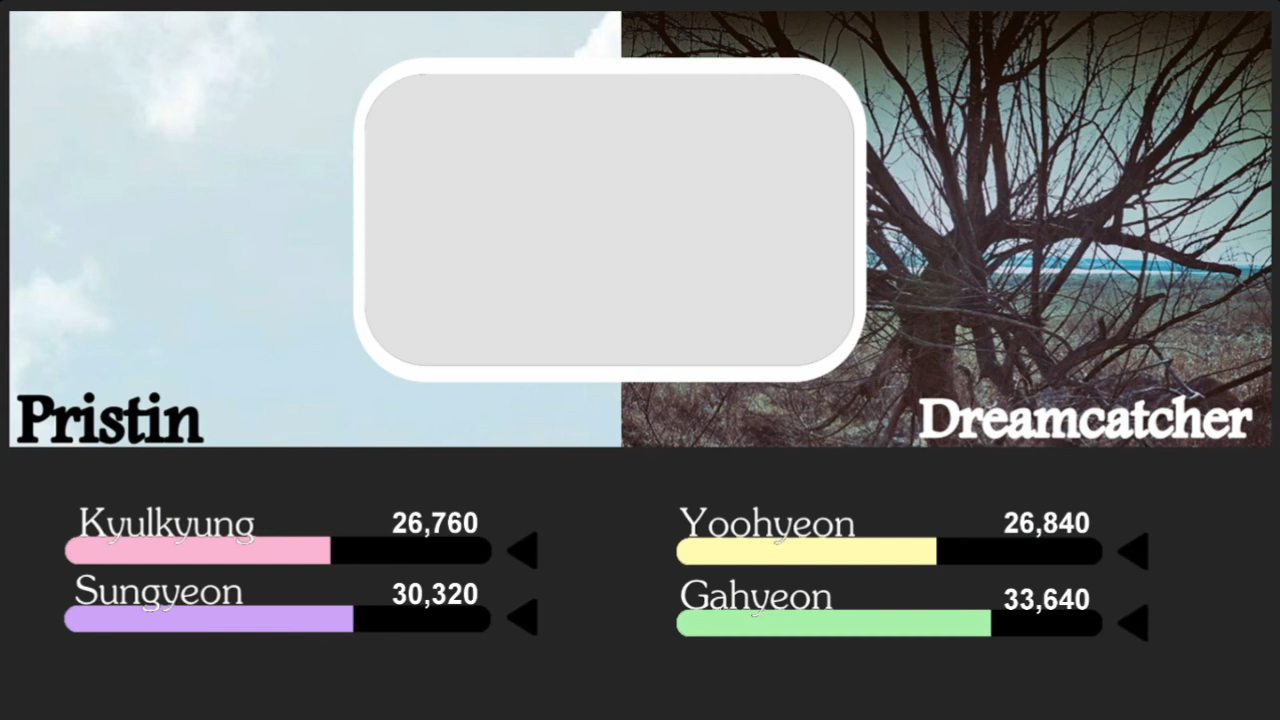 Pristin
Dreamcatcher
Kyulkyung 26,760
Sungyeon 30,320
Yoohyeon 26,840
Gahyeon 33,640